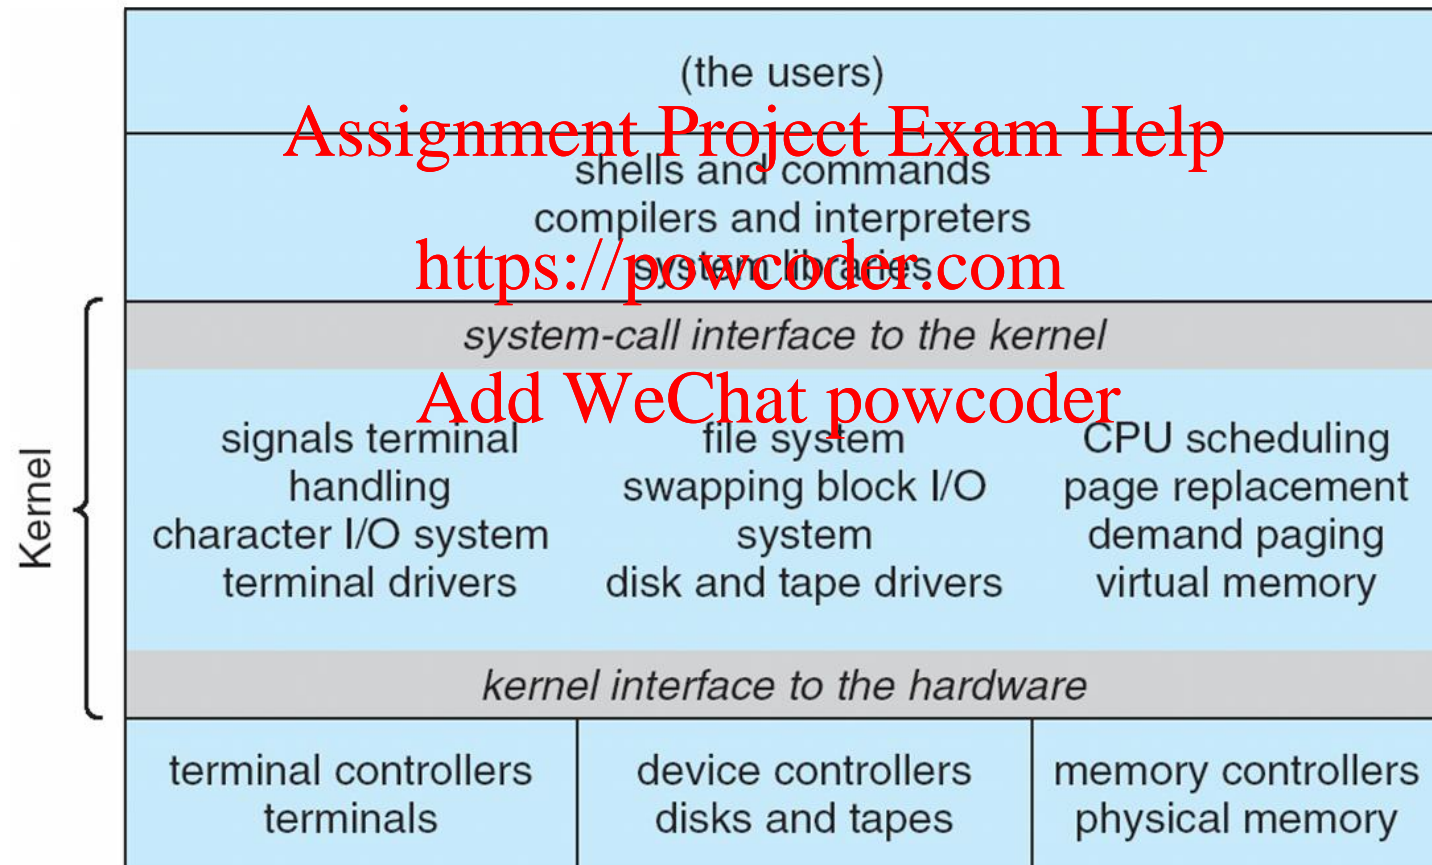 (the users)
Assignment Project Exam Help
shells and commands
compilers and interpreters
https://powcoder.com
system libraries
system-call interface to the kernel
Add WeChat powcoder
Kernel
signals terminal
handling
character I/O system
terminal drivers
file system
swapping block I/O
system
disk and tape drivers
CPU scheduling
page replacement
demand paging
virtual memory
kernel interface to the hardware
terminal controllers
terminals
device controllers
disks and tapes
memory controllers
physical memory